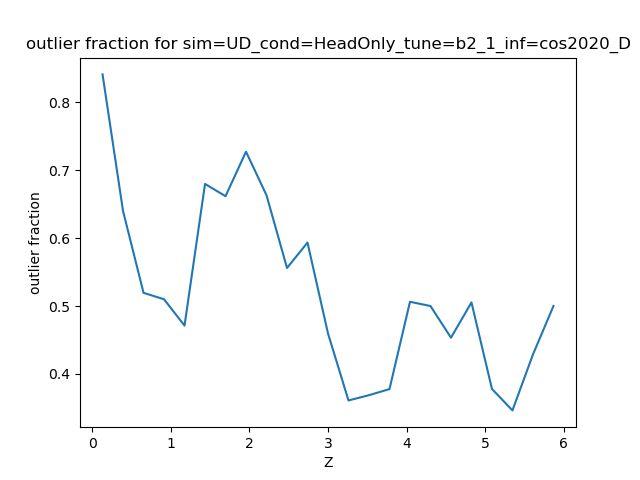 outlier fraction for sim=UD_cond=HeadOnly_tune=b2_1_inf=cos2020_D
outlier fraction
0.8
0.7
0.6
0.5
0.4
0 1 2 3 4 5 6
Z